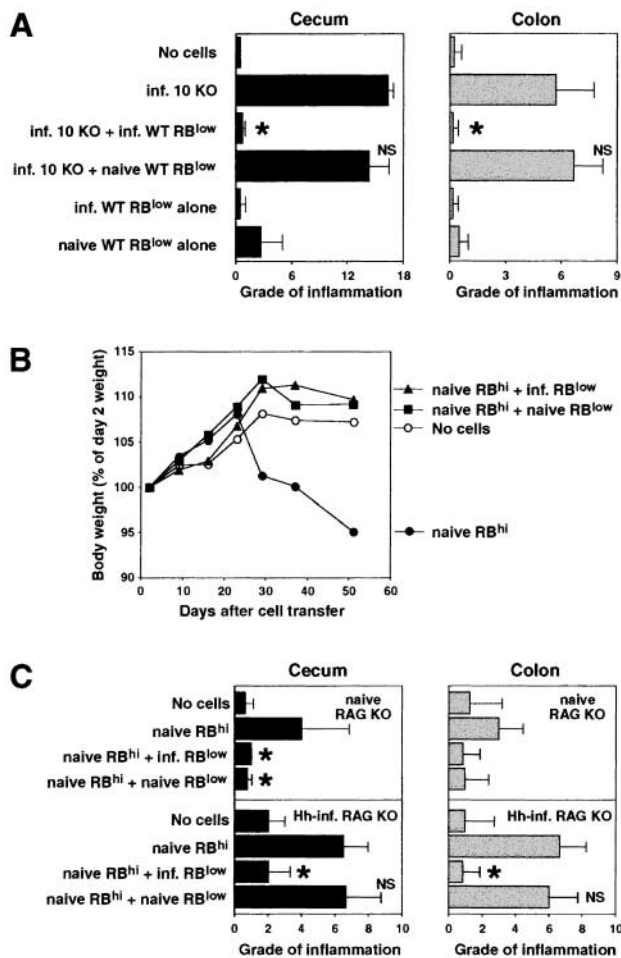 A
Cecum
Colon
No cells
inf. 10 KO
inf. 10 KO + inf. WT RBlow
*
*
inf. 10 KO + naive WT RBlow
NS
NS
inf. WT RBlow alone
naive WT RBlow alone
0 6 12 18
0 3 6 9
Grade of inflammation
Grade of inflammation
B
Body weight (% of day 2 weight)
115
110
105
100
95
90
naive RBhi + inf. RBlow
naive RBhi + naive RBlow
No cells
naive RBhi
0 10 20 30 40 50 60
Days after cell transfer
C
Cecum
Colon
No cells
naive RAG KO
naive RAG KO
naive RBhi
naive RBhi + inf. RBlow
*
naive RBhi + naive RBlow
*
No cells
Hh-inf. RAG KO
Hh-inf. RAG KO
naive RBhi
naive RBhi + inf. RBlow
*
*
naive RBhi + naive RBlow
NS
NS
0 2 4 6 8 10
0 2 4 6 8 10
Grade of inflammation
Grade of inflammation